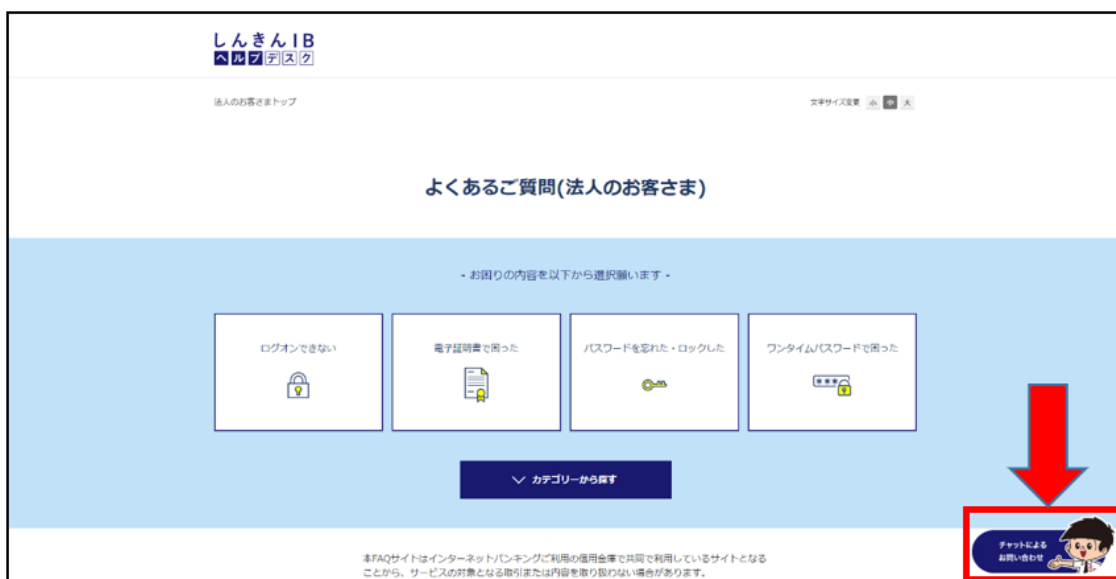 しんきんIB
ヘルプデスク
法人のお客さまトップ
文字サイズ変更 小 中 大
よくあるご質問(法人のお客さま)
- お困りの内容を以下から選択願います -
ログオンできない
電子証明書で困った
パスワードを忘れた・ロックした
ワンタイムパスワードで困った
カテゴリーから探す
チャットによる
お問い合わせ
本FAQサイトはインターネットバンキングご利用の信用金庫で共同で利用しているサイトとなる
ことから、サービスの対象となる取引または内容を取り扱わない場合があります。